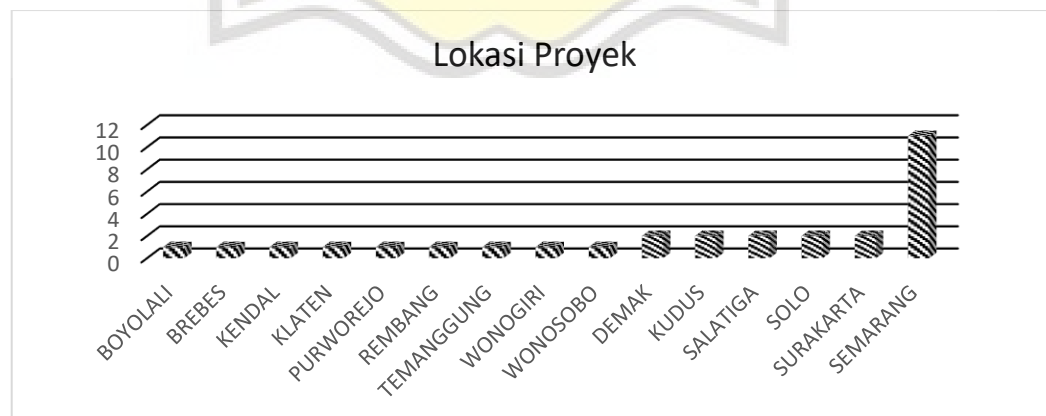 Lokasi Proyek
12
10
8
6
4
2
0
BOYOLALI
BREBES
KENDAL
KLATEN
PURWOREJO
REMBANG
TEMANGGUNG
WONOGIRI
WONOSOBO
DEMAK
KUDUS
SALATIGA
SOLO
SURAKARTA
SEMARANG